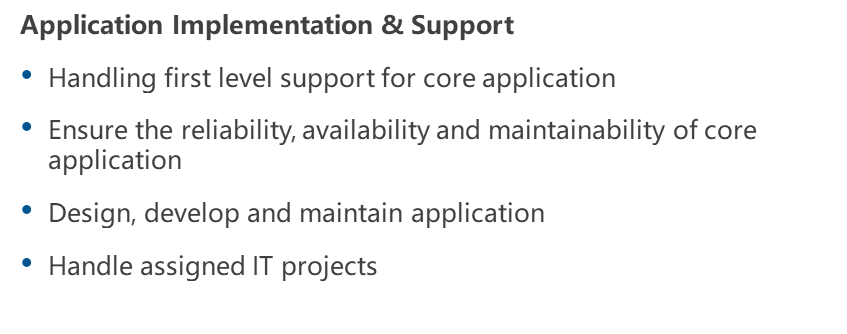 Application Implementation & Support
• Handling first level support for core application
• Ensure the reliability, availability and maintainability of core
application
• Design, develop and maintain application
• Handle assigned IT projects